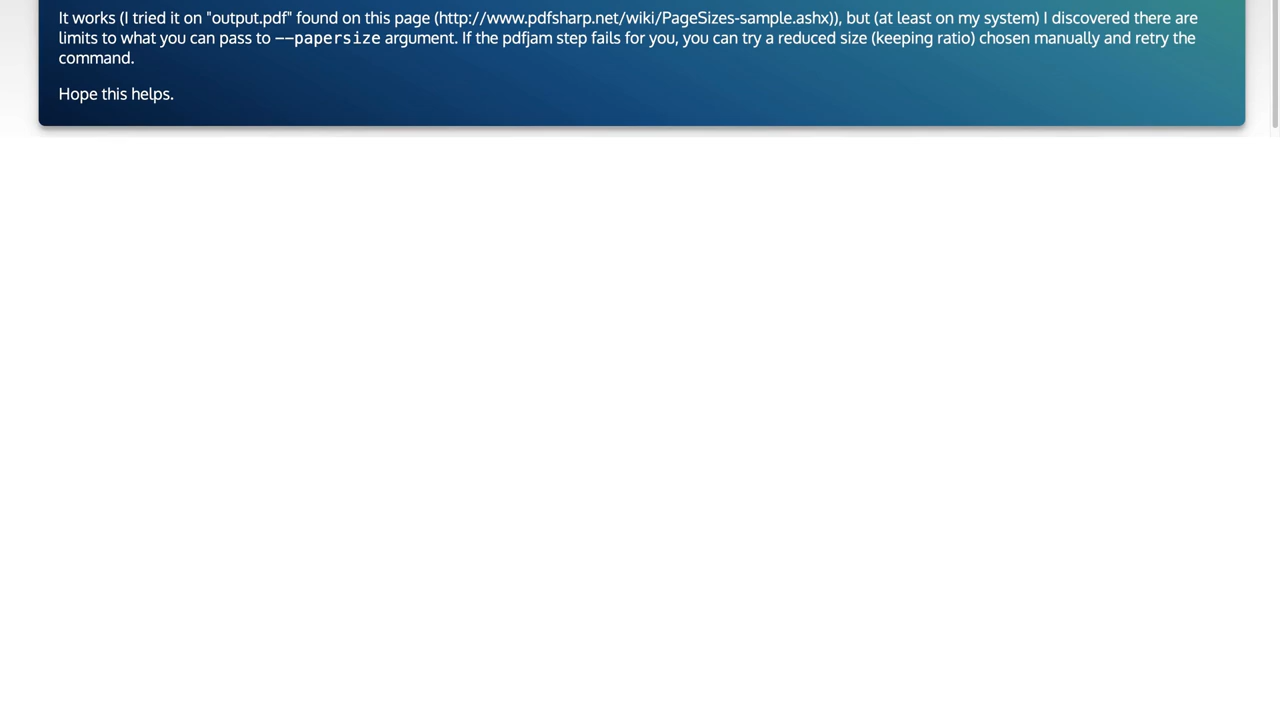 It works (I tried it on "output.pdf" found on this page (http://www.pdfsharp.net/wiki/PageSizes-sample.ashx)), but (at least on my system) I discovered there are
limits to what you can pass to --papersize argument. If the pdfjam step fails for you, you can try a reduced size (keeping ratio) chosen manually and retry the
command.
Hope this helps.